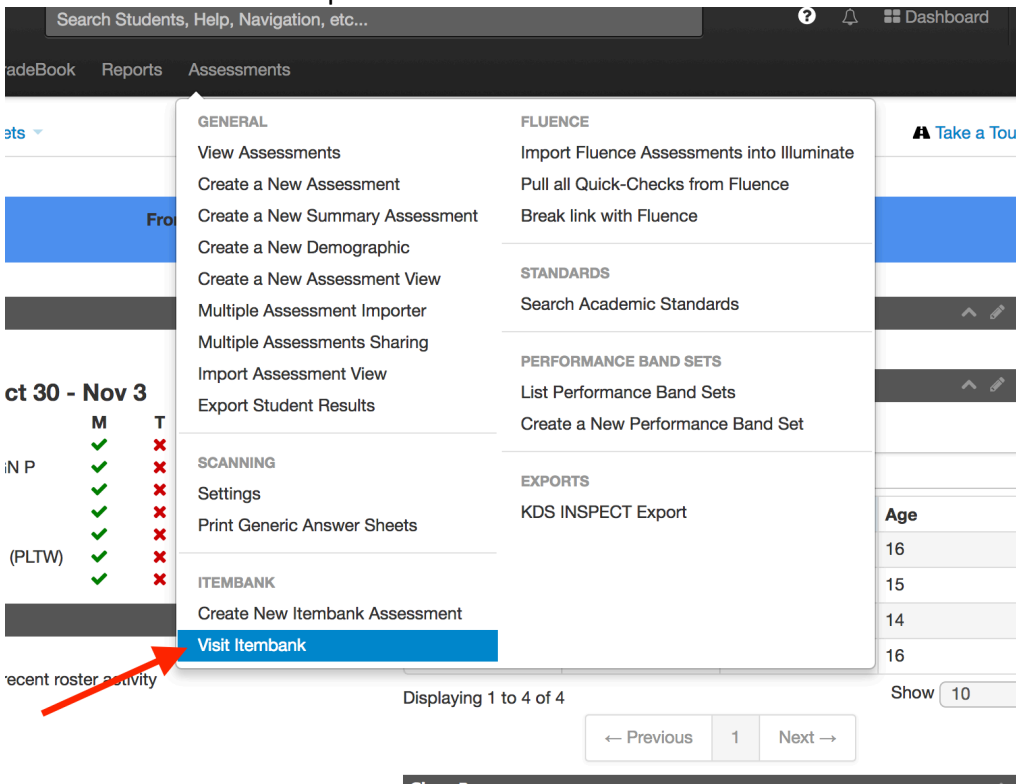 Search Students, Help, Navigation, etc...
? Dashboard
radeBook Reports Assessments
ets
Take a Tou
Fro
ct 30 - Nov 3
M T
GN P
(PLTW)
recent roster activity
GENERAL
View Assessments
Create a New Assessment
Create a New Summary Assessment
Create a New Demographic
Create a New Assessment View
Multiple Assessment Importer
Multiple Assessments Sharing
Import Assessment View
Export Student Results
SCANNING
Settings
Print Generic Answer Sheets
ITEMBANK
Create New Itembank Assessment
Visit Itembank
FLUENCE
Import Fluence Assessments into Illuminate
Pull all Quick-Checks from Fluence
Break link with Fluence
STANDARDS
Search Academic Standards
PERFORMANCE BAND SETS
List Performance Band Sets
Create a New Performance Band Set
EXPORTS
KDS INSPECT Export
Age
16
15
14
16
Displaying 1 to 4 of 4
Show 10
← Previous 1 Next →